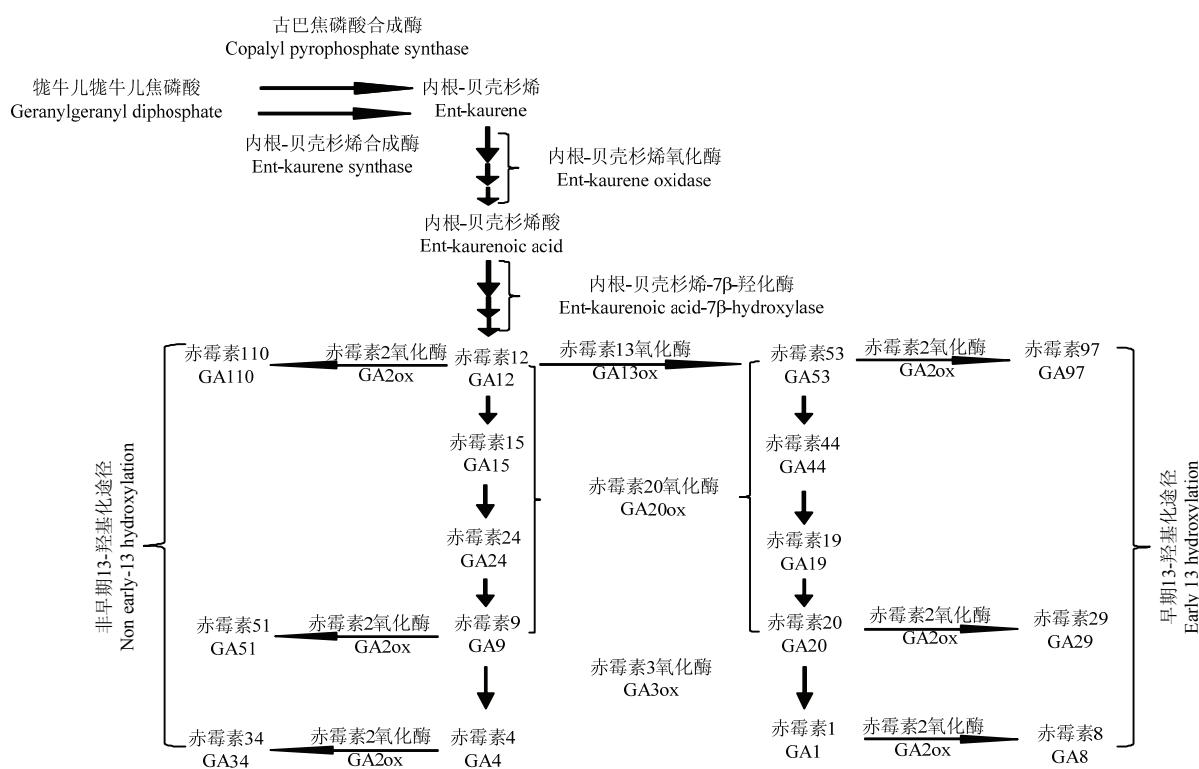 古巴焦磷酸合成酶
Copalyl pyrophosphate synthase
牻牛儿牻牛儿焦磷酸
Geranylgeranyl diphosphate
内根-贝壳杉烯
Ent-kaurene
内根-贝壳杉烯合成酶
Ent-kaurene synthase
内根-贝壳杉烯氧化酶
Ent-kaurene oxidase
内根-贝壳杉烯酸
Ent-kaurenoic acid
内根-贝壳杉烯-7β-羟化酶
Ent-kaurenoic acid-7β-hydroxylase
赤霉素110
GA110
赤霉素2氧化酶
GA2ox
赤霉素12
GA12
赤霉素13氧化酶
GA13ox
赤霉素53
GA53
赤霉素2氧化酶
GA2ox
赤霉素97
GA97
赤霉素15
GA15
赤霉素44
GA44
赤霉素20氧化酶
GA20ox
赤霉素24
GA24
赤霉素19
GA19
非早期13-羟基化途径
Non early-13 hydroxylation
早期13-羟基化途径
Early 13 hydroxylation
赤霉素51
GA51
赤霉素2氧化酶
GA2ox
赤霉素9
GA9
赤霉素20
GA20
赤霉素2氧化酶
GA2ox
赤霉素29
GA29
赤霉素3氧化酶
GA3ox
赤霉素34
GA34
赤霉素2氧化酶
GA2ox
赤霉素4
GA4
赤霉素1
GA1
赤霉素2氧化酶
GA2ox
赤霉素8
GA8